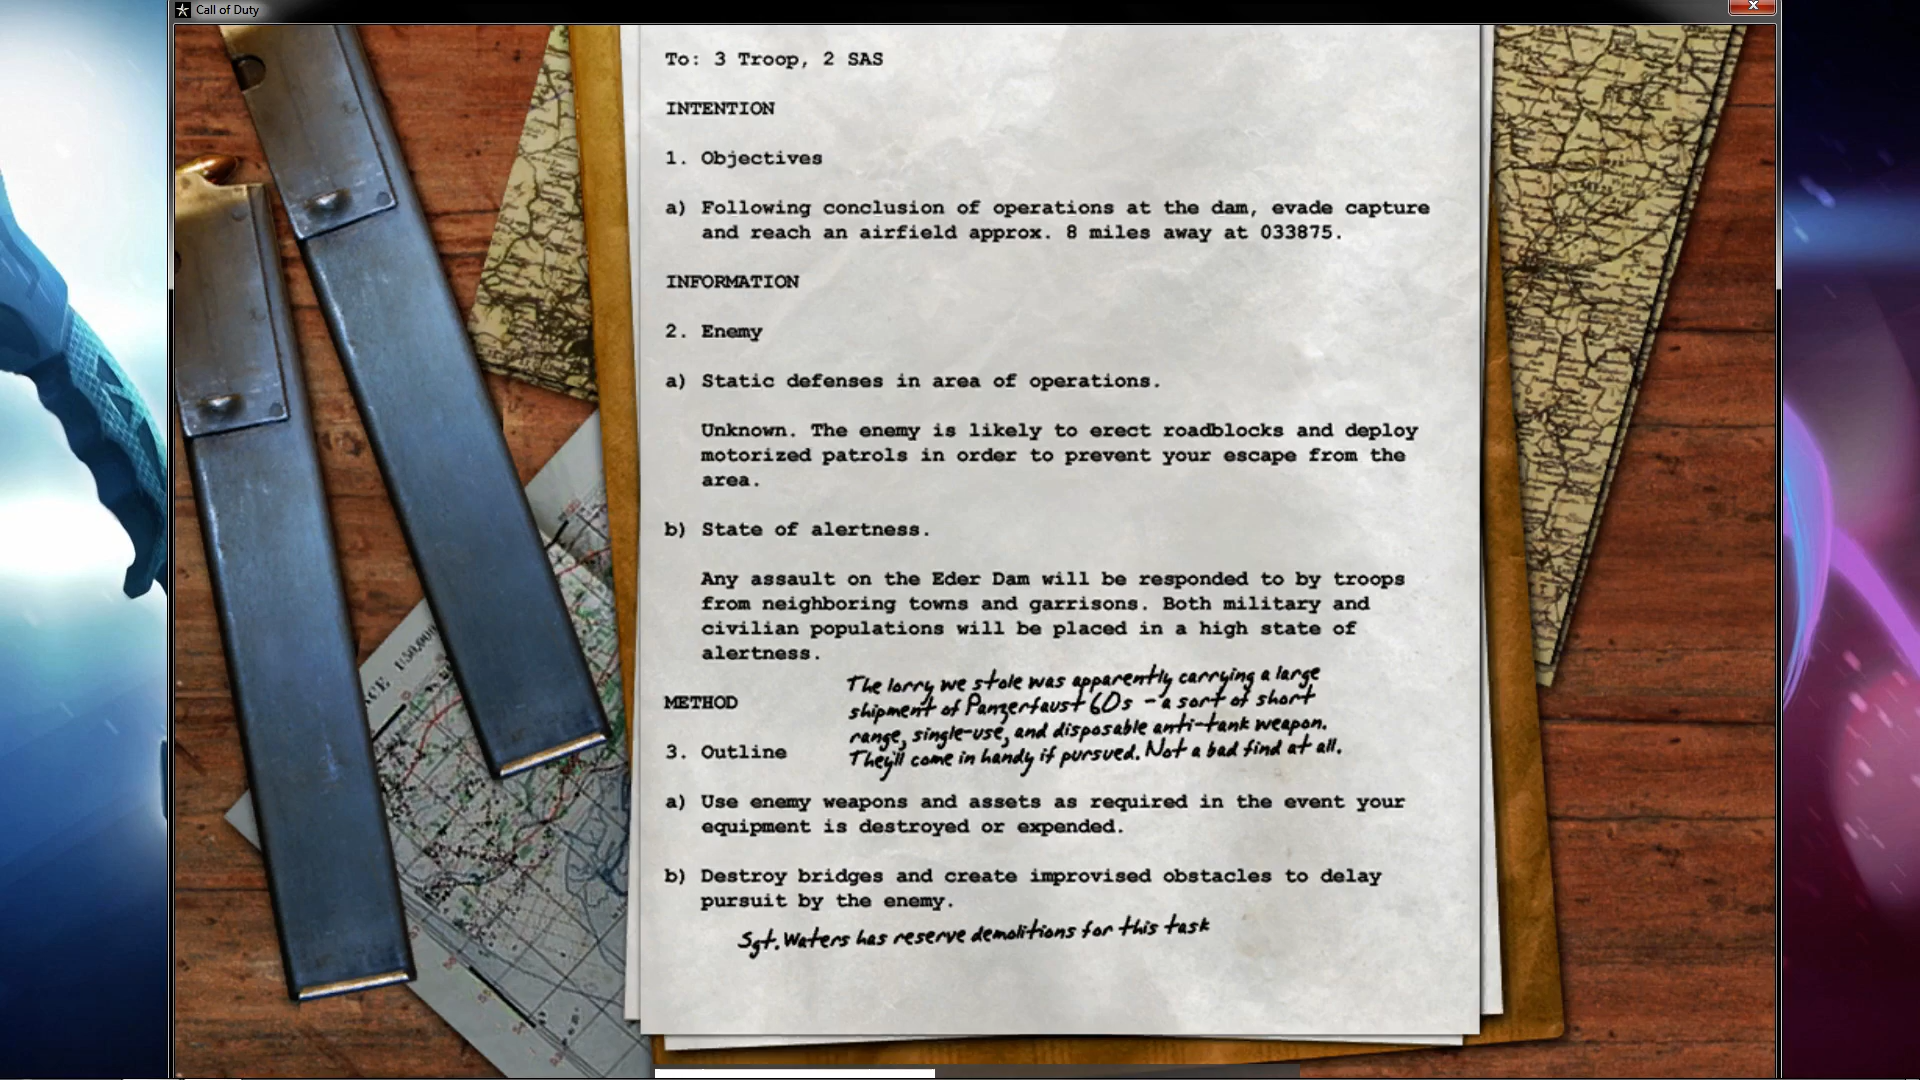 Call of Duty
To: 3 Troop, 2 SAS
INTENTION
1. Objectives
a) Following conclusion of operations at the dam, evade capture
and reach an airfield approx. 8 miles away at 033875.
INFORMATION
2. Enemy
a) Static defenses in area of operations.
Unknown. The enemy is likely to erect roadblocks and deploy
motorized patrols in order to prevent your escape from the
area.
b) State of alertness.
Any assault on the Eder Dam will be responded to by troops
from neighboring towns and garrisons. Both military and
civilian populations will be placed in a high state of
alertness.
The lorry we stole was apparently carrying a large
shipment of Panzerfaust 60s - a sort of short
range, single-use, and disposable anti-tank weapon.
They'll come in handy if pursued. Not a bad find at all.
METHOD
3. Outline
a) Use enemy weapons and assets as required in the event your
equipment is destroyed or expended.
b) Destroy bridges and create improvised obstacles to delay
pursuit by the enemy.
Sgt. Waters has reserve demolitions for this task